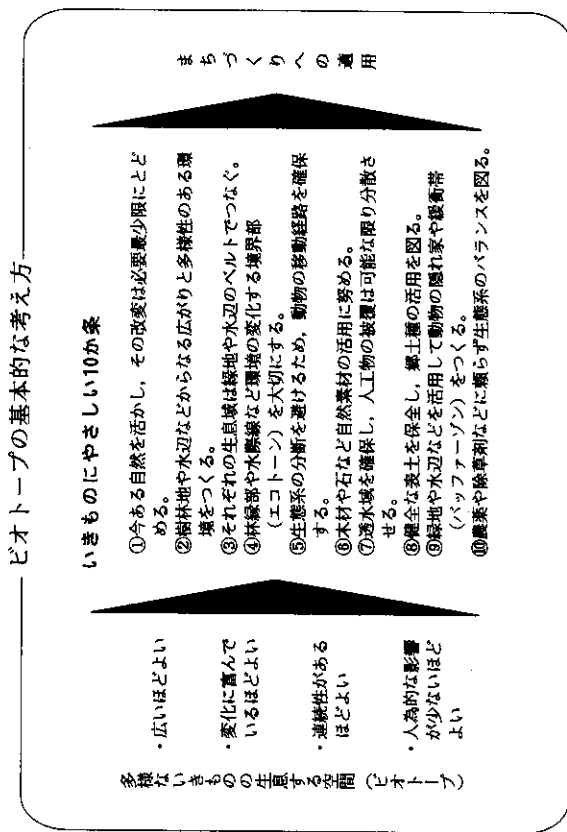 ビオトープの基本的な考え方
多様ないきものの生息する空間（ビオトープ）
・広いほどよい
・変化に富んで
いるほどよい
・連続性がある
ほどよい
・人為的な影響
が少ないほど
よい
いきものにやさしい10か条
①今ある自然を活かし，その改変は必要最少限にとど
める。
②樹林地や水辺などからなる広がりと多様性のある環
境をつくる。
③それぞれの生息域は緑地や水辺のベルトでつなぐ。
④林縁部や水際線など環境の変化する境界部
（エコトーン）を大切にする。
⑤生態系の分断を避けるため，動物の移動経路を確保
する。
⑥木材や石など自然素材の活用に努める。
⑦透水域を確保し，人工物の被覆は可能な限り分散さ
せる。
⑧健全な表土を保全し，郷土種の活用を図る。
⑨緑地や水辺などを活用して動物の隠れ家や緩衝帯
（バッファーゾン）をつくる。
⑩農薬や除草剤などに頼らず生態系のバランスを図る。
まちづくりへの適用